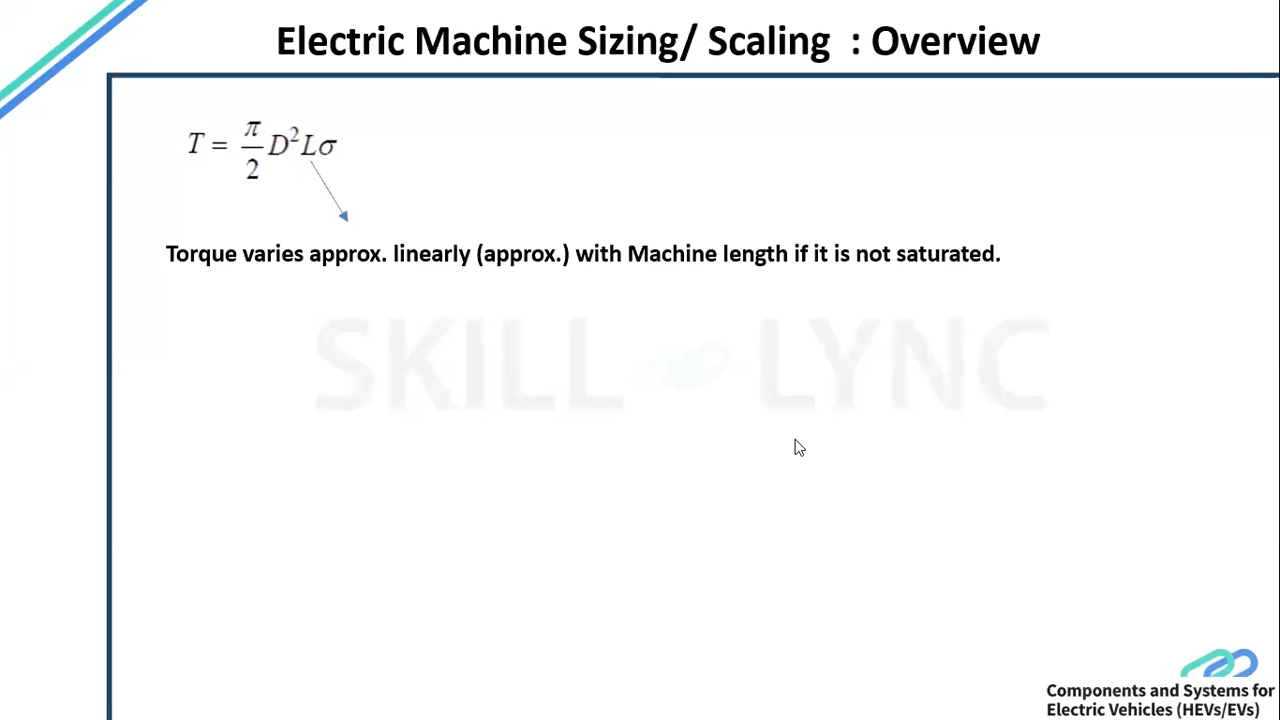 Electric Machine Sizing/ Scaling : Overview
T = π/2 D²Lσ
Torque varies approx. linearly (approx.) with Machine length if it is not saturated.
SKILL LYNC
Components and Systems for
Electric Vehicles (HEVs/EVs)